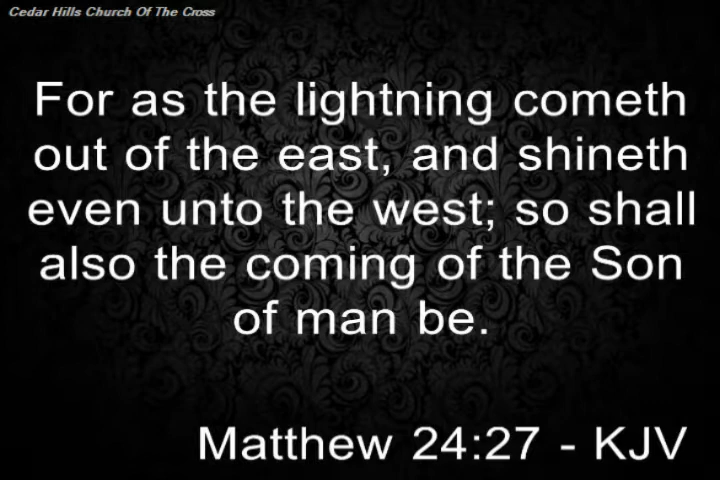 Cedar Hills Church Of The Cross
For as the lightning cometh
out of the east, and shineth
even unto the west; so shall
also the coming of the Son
of man be.
Matthew 24:27 - KJV